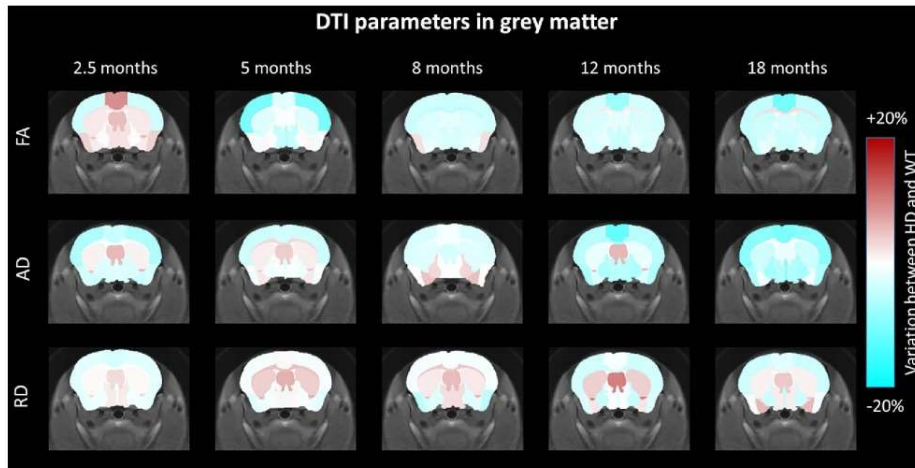 DTI parameters in grey matter
2.5 months
5 months
8 months
12 months
18 months
FA
AD
RD
+20%
Variation between HD and WT
-20%